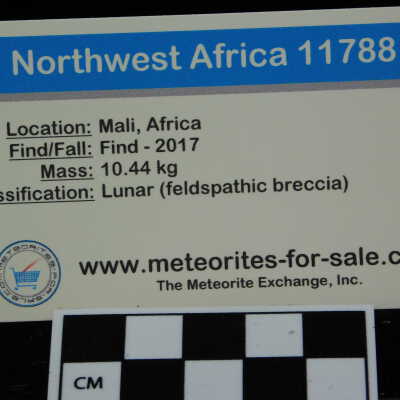 Northwest Africa 11788
Location: Mali, Africa
Find/Fall: Find - 2017
Mass: 10.44 kg
ssification: Lunar (feldspathic breccia)
www.meteorites-for-sale.c
The Meteorite Exchange, Inc.
CM